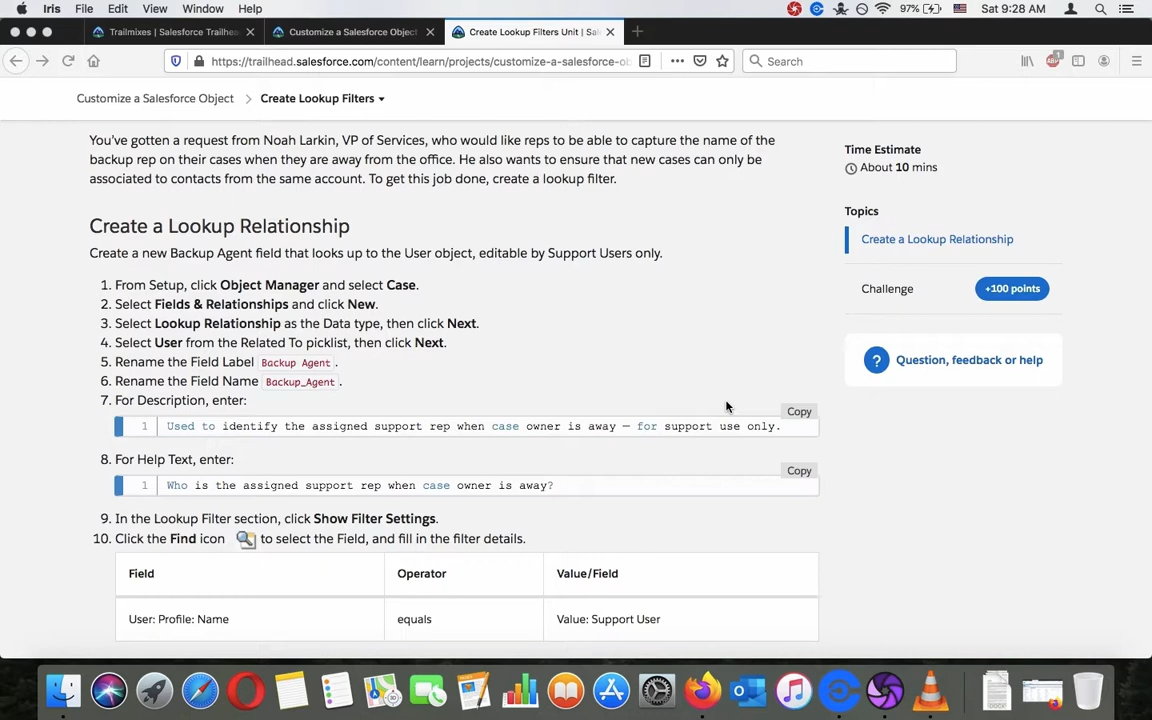 Iris File Edit View Window Help 97% Sat 9:28 AM
Trailmixes | Salesforce Trailhea Customize a Salesforce Object Create Lookup Filters Unit | Sal
https://trailhead.salesforce.com/content/learn/projects/customize-a-salesforce-o Search
Customize a Salesforce Object > Create Lookup Filters
You've gotten a request from Noah Larkin, VP of Services, who would like reps to be able to capture the name of the
backup rep on their cases when they are away from the office. He also wants to ensure that new cases can only be
associated to contacts from the same account. To get this job done, create a lookup filter.
Create a Lookup Relationship
Create a new Backup Agent field that looks up to the User object, editable by Support Users only.
1. From Setup, click Object Manager and select Case.
2. Select Fields & Relationships and click New.
3. Select Lookup Relationship as the Data type, then click Next.
4. Select User from the Related To picklist, then click Next.
5. Rename the Field Label Backup Agent.
6. Rename the Field Name Backup_Agent.
7. For Description, enter:
Copy
1 Used to identify the assigned support rep when case owner is away — for support use only.
8. For Help Text, enter:
Copy
1 Who is the assigned support rep when case owner is away?
9. In the Lookup Filter section, click Show Filter Settings.
10. Click the Find icon to select the Field, and fill in the filter details.
Field Operator Value/Field
User: Profile: Name equals Value: Support User
Time Estimate
About 10 mins
Topics
Create a Lookup Relationship
Challenge +100 points
? Question, feedback or help